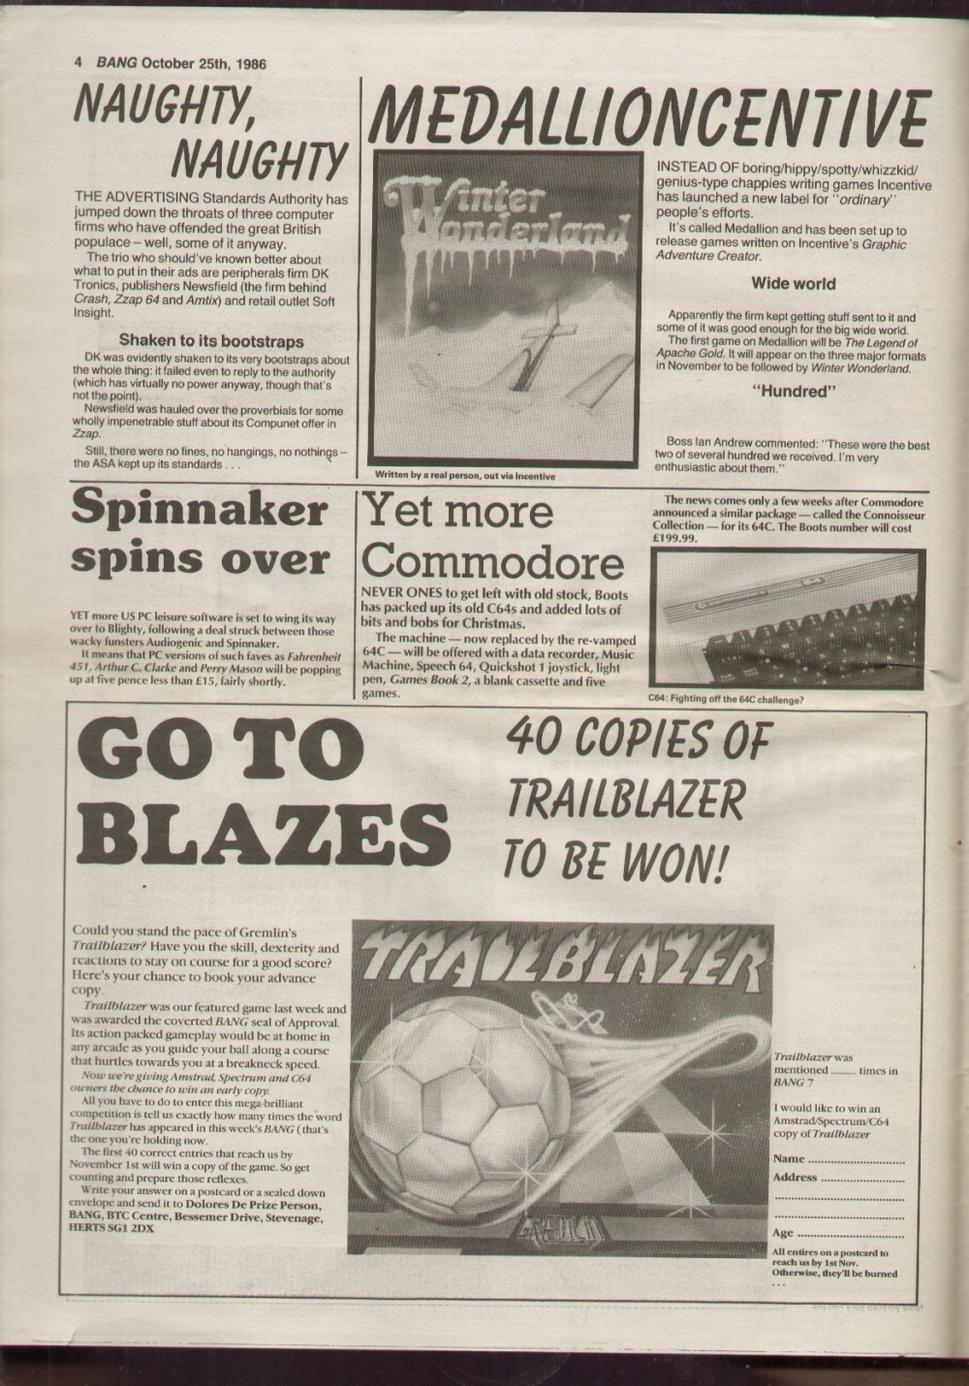 4 BANG October 25th, 1986
NAUGHTY,
NAUGHTY
THE ADVERTISING Standards Authority has
jumped down the throats of three computer
firms who have offended the great British
populace – well, some of it anyway.
The trio who should've known better about
what to put in their ads are peripherals firm DK
Tronics, publishers Newsfield (the firm behind
Crash, Zzap 64 and Amtix) and retail outlet Soft
Insight.
Shaken to its bootstraps
DK was evidently shaken to its very bootstraps about
the whole thing: it failed even to reply to the authority
(which has virtually no power anyway, though that's
not the point).
Newsfield was hauled over the proverbials for some
wholly impenetrable stuff about its Compunet offer in
Zzap.
Still, there were no fines, no hangings, no nothings –
the ASA kept up its standards . . .
MEDALLIONCENTIVE
Winter
Wonderland
Written by a real person, out via Incentive
INSTEAD OF boring/hippy/spotty/whizzkid/
genius-type chappies writing games Incentive
has launched a new label for "ordinary"
people's efforts.
It's called Medallion and has been set up to
release games written on Incentive's Graphic
Adventure Creator.
Wide world
Apparently the firm kept getting stuff sent to it and
some of it was good enough for the big wide world.
The first game on Medallion will be The Legend of
Apache Gold. It will appear on the three major formats
in November to be followed by Winter Wonderland.
"Hundred"
Boss Ian Andrew commented: "These were the best
two of several hundred we received. I'm very
enthusiastic about them."
Spinnaker
spins over
YET more US PC leisure software is set to wing its way
over to Blighty, following a deal struck between those
wacky funsters Audiogenic and Spinnaker.
It means that PC versions of such faves as Fahrenheit
451, Arthur C. Clarke and Perry Mason will be popping
up at five pence less than £15, fairly shortly.
Yet more
Commodore
NEVER ONES to get left with old stock, Boots
has packed up its old C64s and added lots of
bits and bobs for Christmas.
The machine — now replaced by the re-vamped
64C — will be offered with a data recorder, Music
Machine, Speech 64, Quickshot 1 joystick, light
pen, Games Book 2, a blank cassette and five
games.
The news comes only a few weeks after Commodore
announced a similar package — called the Connoisseur
Collection — for its 64C. The Boots number will cost
£199.99.
C64: Fighting off the 64C challenge?
GO TO
BLAZES
40 COPIES OF
TRAILBLAZER
TO BE WON!
Could you stand the pace of Gremlin's
Trailblazer? Have you the skill, dexterity and
reactions to stay on course for a good score?
Here's your chance to book your advance
copy.
Trailblazer was our featured game last week and
was awarded the coverted BANG seal of Approval.
Its action packed gameplay would be at home in
any arcade as you guide your ball along a course
that hurtles towards you at a breakneck speed.
Now we're giving Amstrad, Spectrum and C64
owners the chance to win an early copy.
All you have to do to enter this mega-brilliant
competition is tell us exactly how many times the word
Trailblazer has appeared in this week's BANG (that's
the one you're holding now.
The first 40 correct entries that reach us by
November 1st will win a copy of the game. So get
counting and prepare those reflexes.
Write your answer on a postcard or a sealed down
envelope and send it to Dolores De Prize Person,
BANG, BTC Centre, Bessemer Drive, Stevenage,
HERTS SG1 2DX
TRAILBLAZER
GREMLIN
Trailblazer was
mentioned ......... times in
BANG 7
I would like to win an
Amstrad/Spectrum/C64
copy of Trailblazer
Name ................................
Address ............................
........................................
........................................
Age ..................................
All entires on a postcard to
reach us by 1st Nov.
Otherwise, they'll be burned
. . .